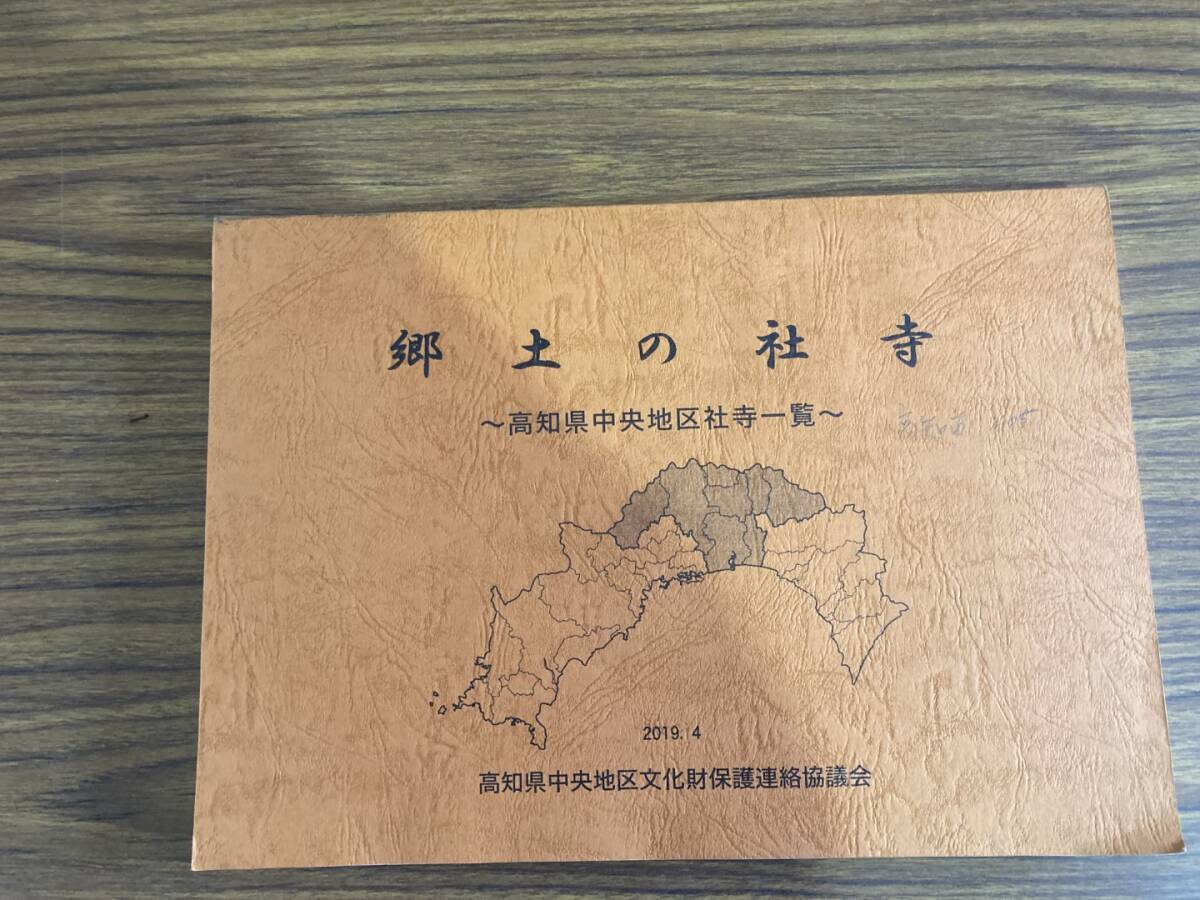 郷土の社寺
～高知県中央地区社寺一覧～
2019. 4
高知県中央地区文化財保護連絡協議会